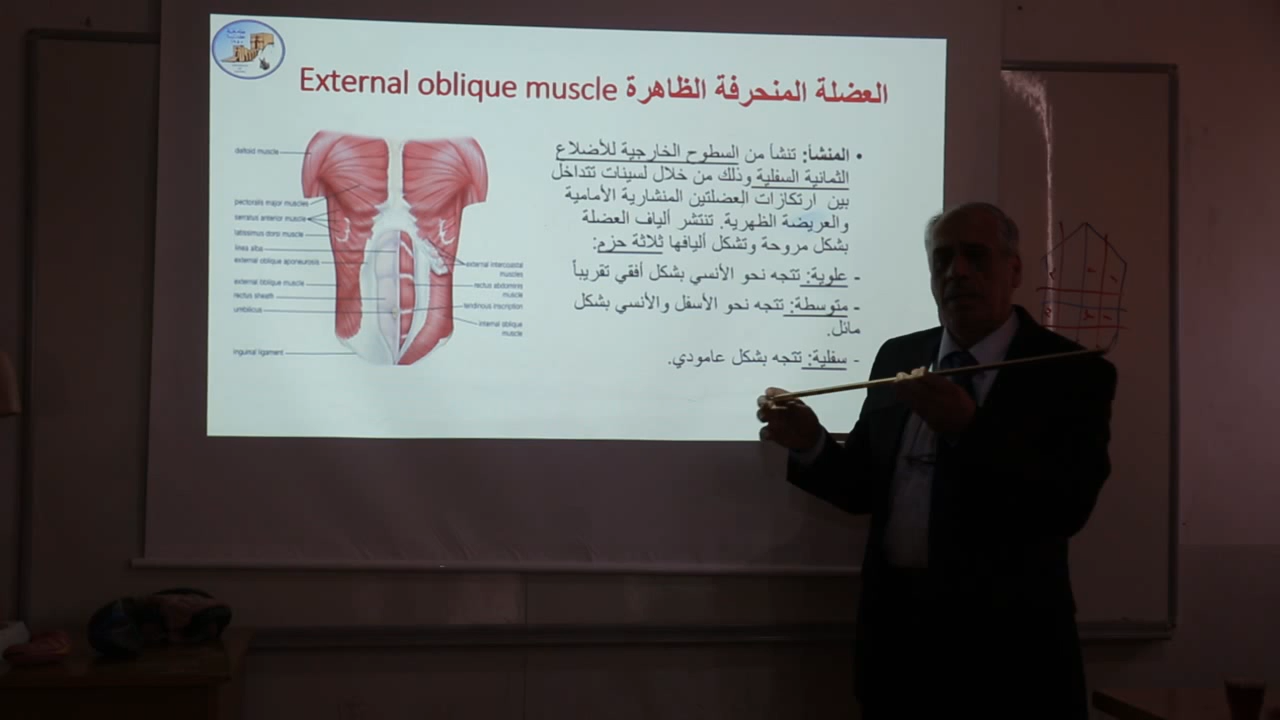 External oblique muscle العضلة المنحرفة الظاهرة
• المنشأ: تنشأ من السطوح الخارجية للأضلاع
الثمانية السفلية وذلك من خلال لسينات تتداخل
بين ارتكازات العضلتين المنشارية الأمامية
والعريضة الظهرية. تنتشر ألياف العضلة
بشكل مروحة وتشكل أليافها ثلاثة حزم:
- علوية: تتجه نحو الأنسي بشكل أفقي تقريباً
- متوسطة: تتجه نحو الأسفل والأنسي بشكل
مائل.
- سفلية: تتجه بشكل عامودي.
deltoid muscle
pectoralis major muscles
serratus anterior muscle
latissimus dorsi muscle
linea alba
external oblique aponeurosis
external oblique muscle
rectus sheath
umbilicus
inguinal ligament
external intercostal
muscles
rectus abdominis
muscle
tendinous inscription
internal oblique
muscle